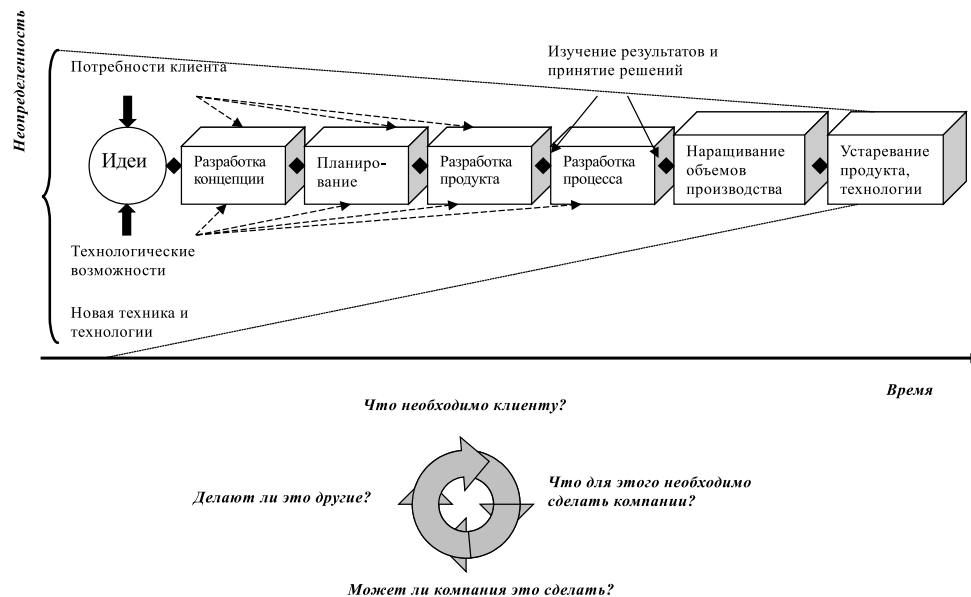 Неопределенность
Потребности клиента
Изучение результатов и
принятие решений
Идеи
Разработка
концепции
Планиро-
вание
Разработка
продукта
Разработка
процесса
Наращивание
объемов
производства
Устаревание
продукта,
технологии
Технологические
возможности
Новая техника и
технологии
Время
Что необходимо клиенту?
Делают ли это другие?
Что для этого необходимо
сделать компании?
Может ли компания это сделать?